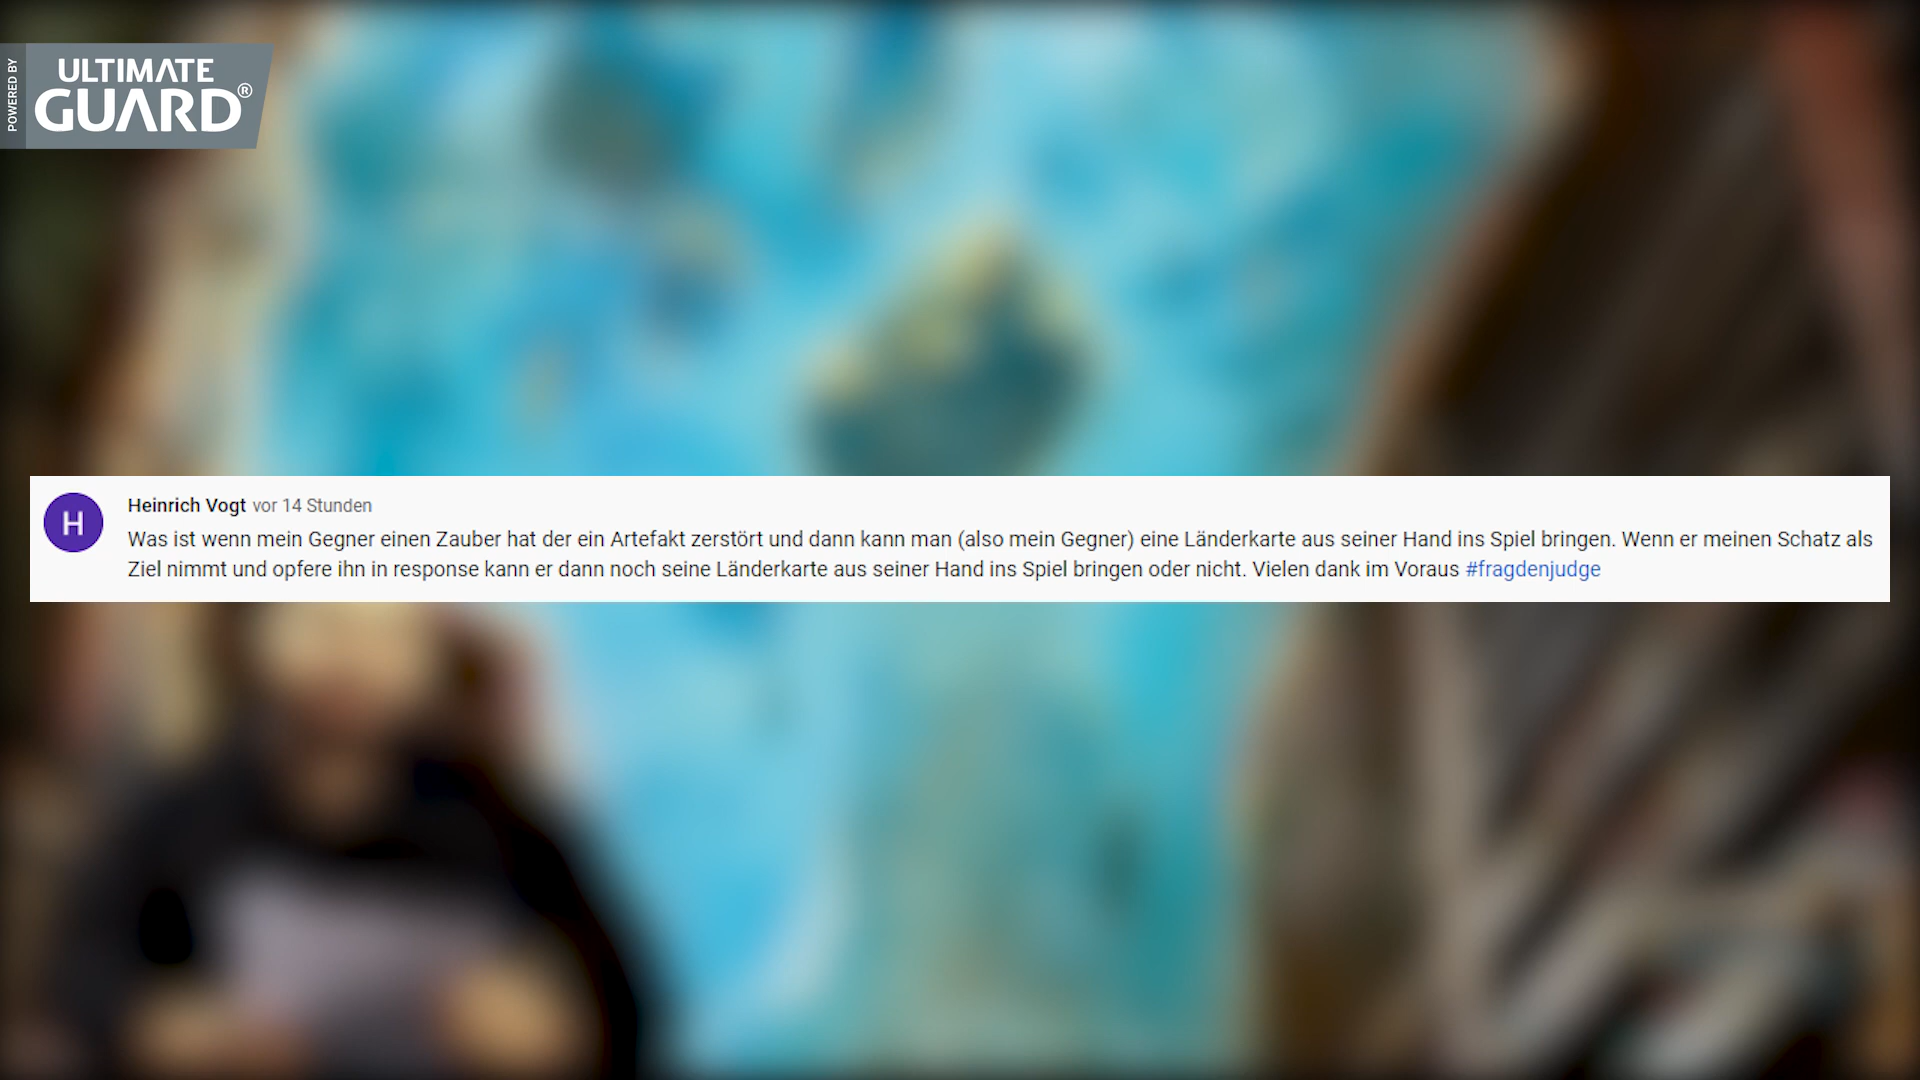 POWERED BY
ULTIMATE
GUARD®
H
Heinrich Vogt vor 14 Stunden
Was ist wenn mein Gegner einen Zauber hat der ein Artefakt zerstört und dann kann man (also mein Gegner) eine Länderkarte aus seiner Hand ins Spiel bringen. Wenn er meinen Schatz als
Ziel nimmt und opfere ihn in response kann er dann noch seine Länderkarte aus seiner Hand ins Spiel bringen oder nicht. Vielen dank im Voraus #fragdenjudge